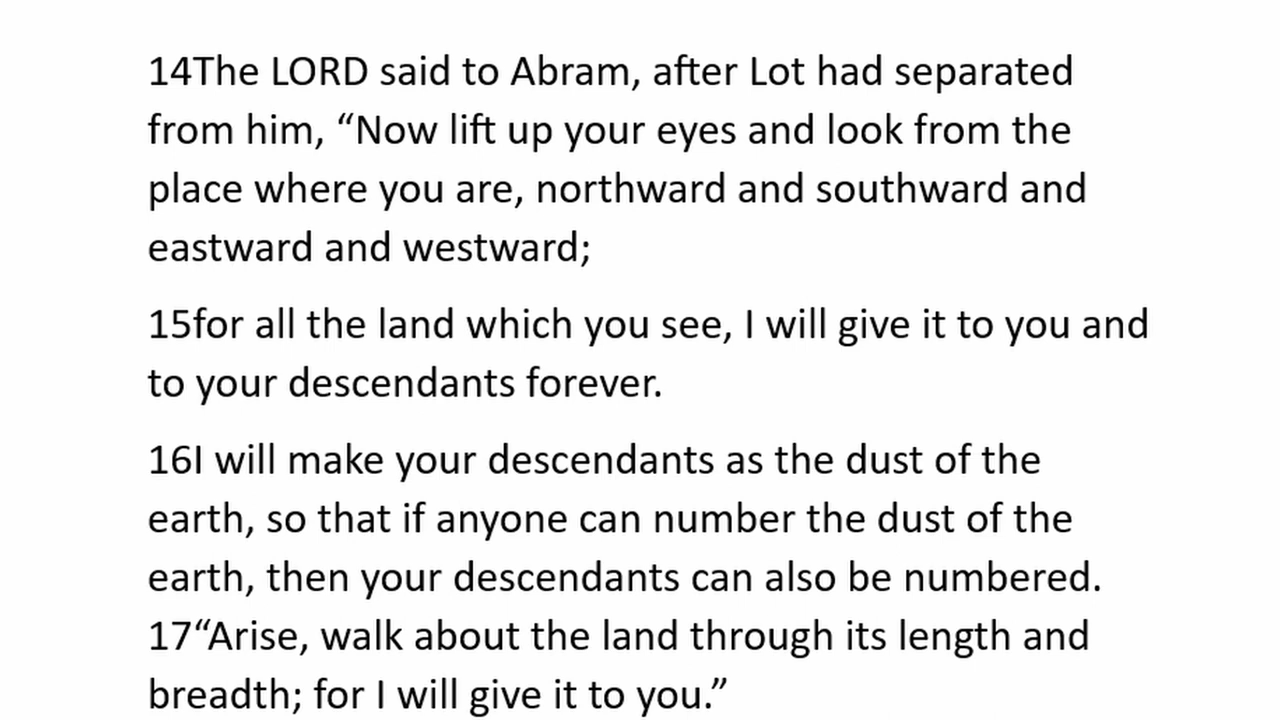 14The LORD said to Abram, after Lot had separated
from him, “Now lift up your eyes and look from the
place where you are, northward and southward and
eastward and westward;
15for all the land which you see, I will give it to you and
to your descendants forever.
16I will make your descendants as the dust of the
earth, so that if anyone can number the dust of the
earth, then your descendants can also be numbered.
17“Arise, walk about the land through its length and
breadth; for I will give it to you.”